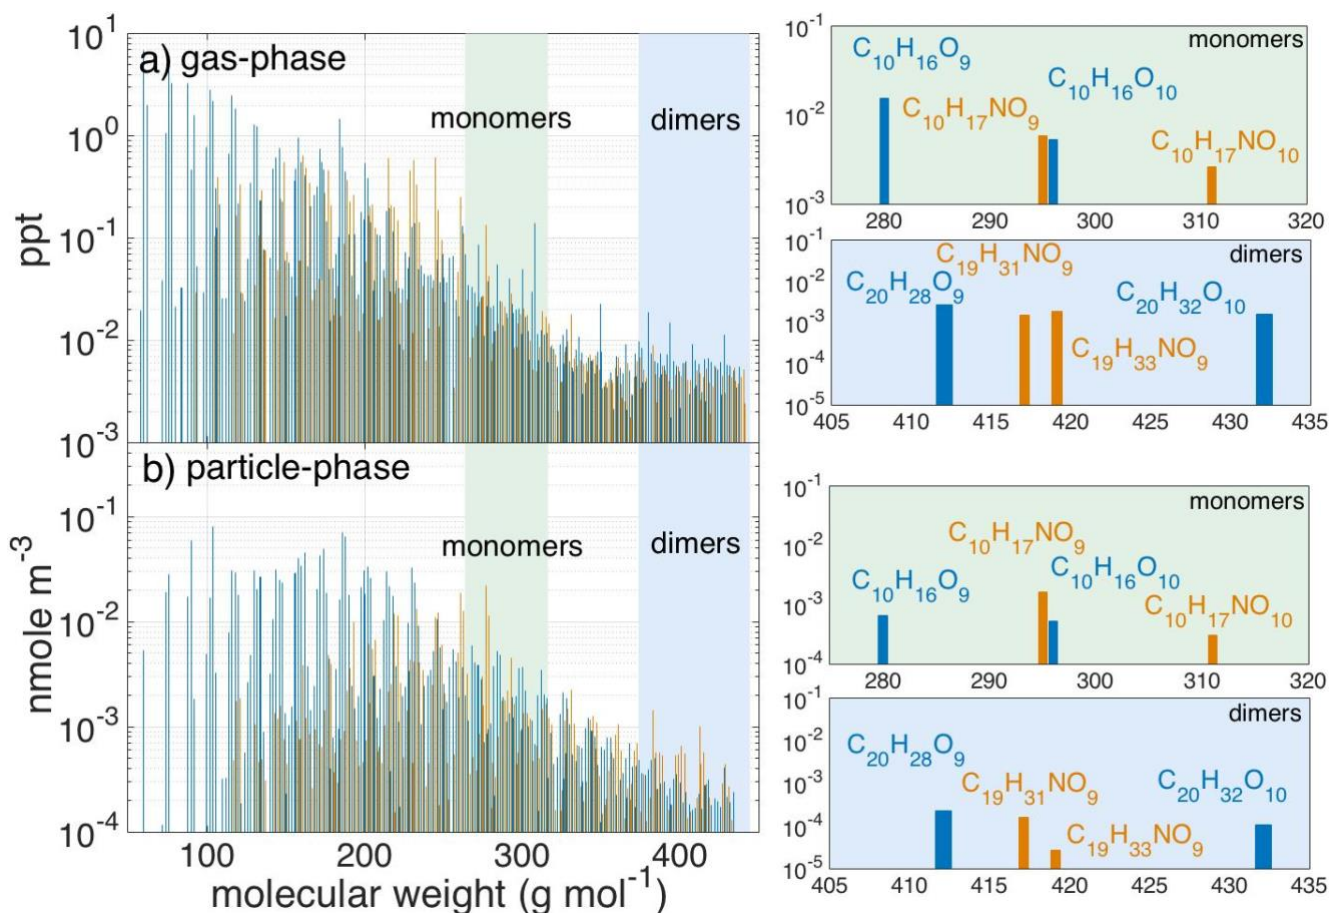 a) gas-phase
monomers
dimers
10¹
10⁰
10⁻¹
10⁻²
10⁻³
ppt
b) particle-phase
monomers
dimers
10⁻¹
10⁻²
10⁻³
10⁻⁴
nmole m⁻³
100 200 300 400
molecular weight (g mol⁻¹)
monomers
10⁻¹
10⁻²
10⁻³
C₁₀H₁₆O₉
C₁₀H₁₇NO₉
C₁₀H₁₆O₁₀
C₁₀H₁₇NO₁₀
280 290 300 310 320
dimers
10⁻¹
10⁻²
10⁻³
10⁻⁴
10⁻⁵
C₁₉H₃₁NO₉
C₂₀H₂₈O₉
C₂₀H₃₂O₁₀
C₁₉H₃₃NO₉
405 410 415 420 425 430 435
monomers
10⁻¹
10⁻²
10⁻³
10⁻⁴
C₁₀H₁₇NO₉
C₁₀H₁₆O₉
C₁₀H₁₆O₁₀
C₁₀H₁₇NO₁₀
280 290 300 310 320
dimers
10⁻¹
10⁻²
10⁻³
10⁻⁴
10⁻⁵
C₂₀H₂₈O₉
C₁₉H₃₁NO₉
C₂₀H₃₂O₁₀
C₁₉H₃₃NO₉
405 410 415 420 425 430 435